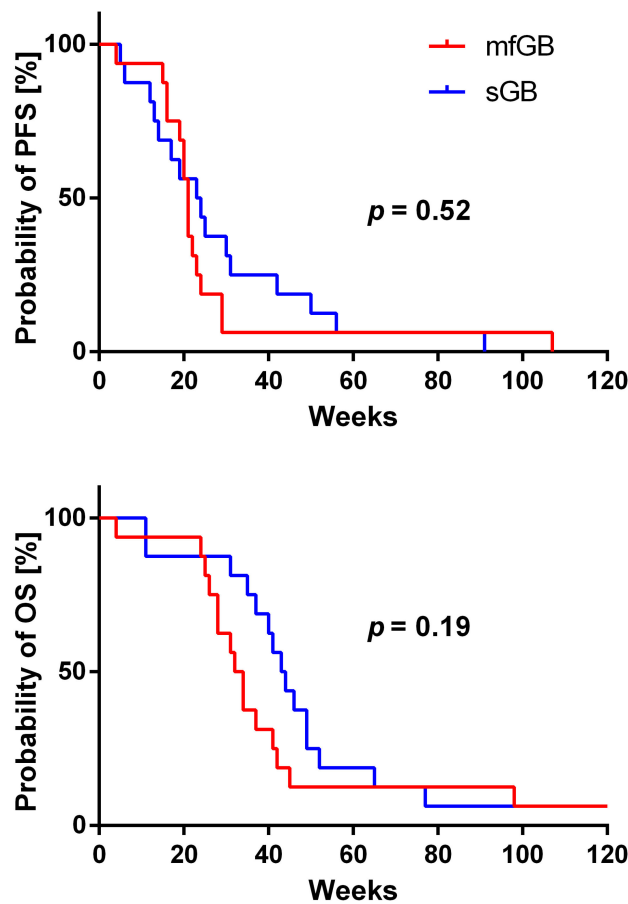 Probability of PFS [%]
100
50
0
mfGB
sGB
p = 0.52
0 20 40 60 80 100 120
Weeks
Probability of OS [%]
100
50
0
p = 0.19
0 20 40 60 80 100 120
Weeks